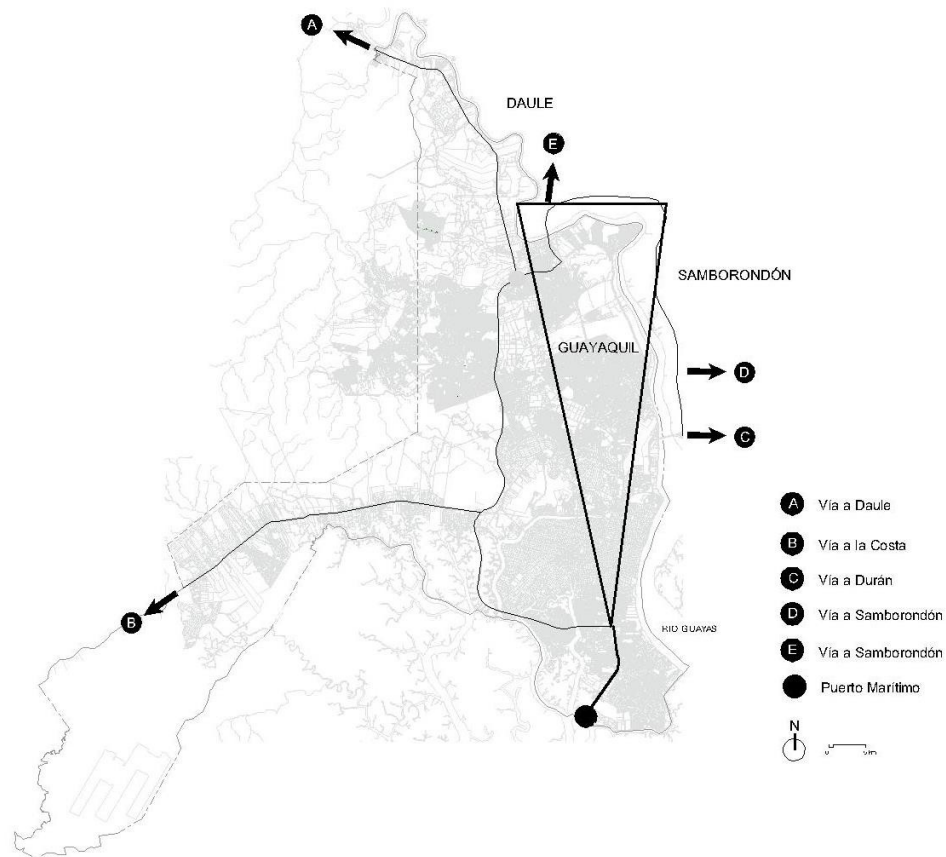 A
DAULE
E
SAMBORONDÓN
GUAYAQUIL
D
C
A Vía a Daule
B Vía a la Costa
C Vía a Durán
D Vía a Samborondón
E Vía a Samborondón
Puerto Marítimo
B
RIO GUAYAS
N